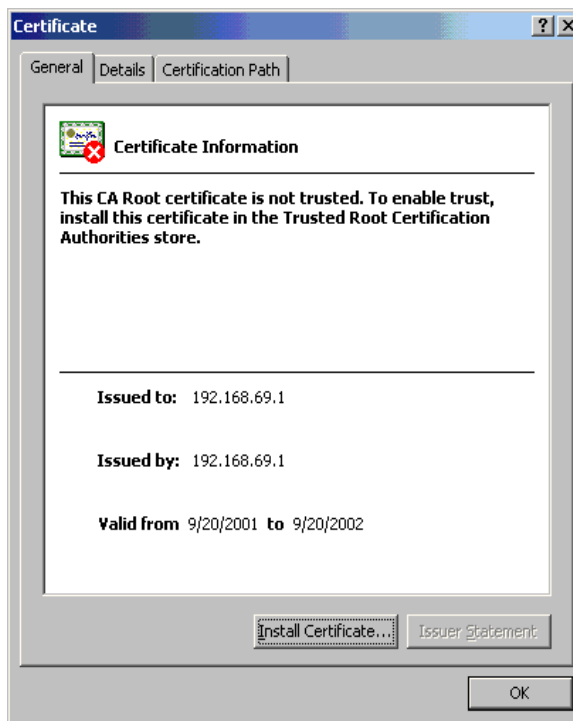 Certificate
General Details Certification Path
Certificate Information
This CA Root certificate is not trusted. To enable trust,
install this certificate in the Trusted Root Certification
Authorities store.
Issued to: 192.168.69.1
Issued by: 192.168.69.1
Valid from 9/20/2001 to 9/20/2002
Install Certificate... Issuer Statement
OK